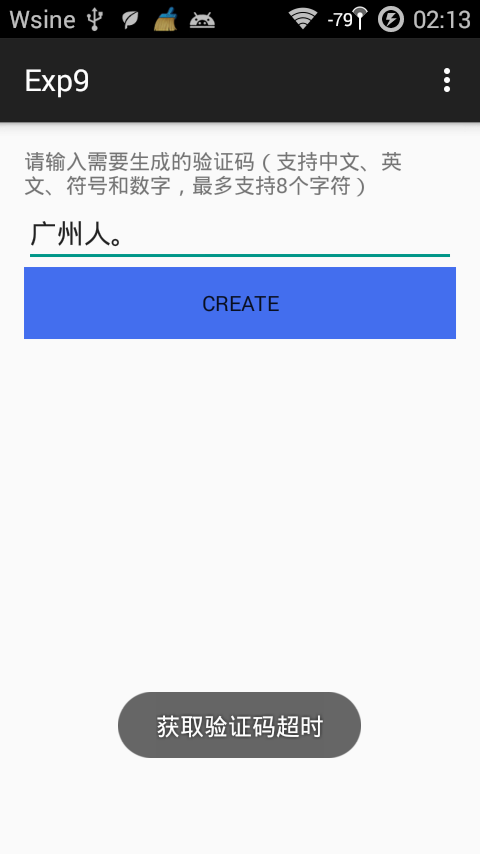 Wsine -79 02:13
Exp9
请输入需要生成的验证码（支持中文、英
文、符号和数字，最多支持8个字符）
广州人。
CREATE
获取验证码超时